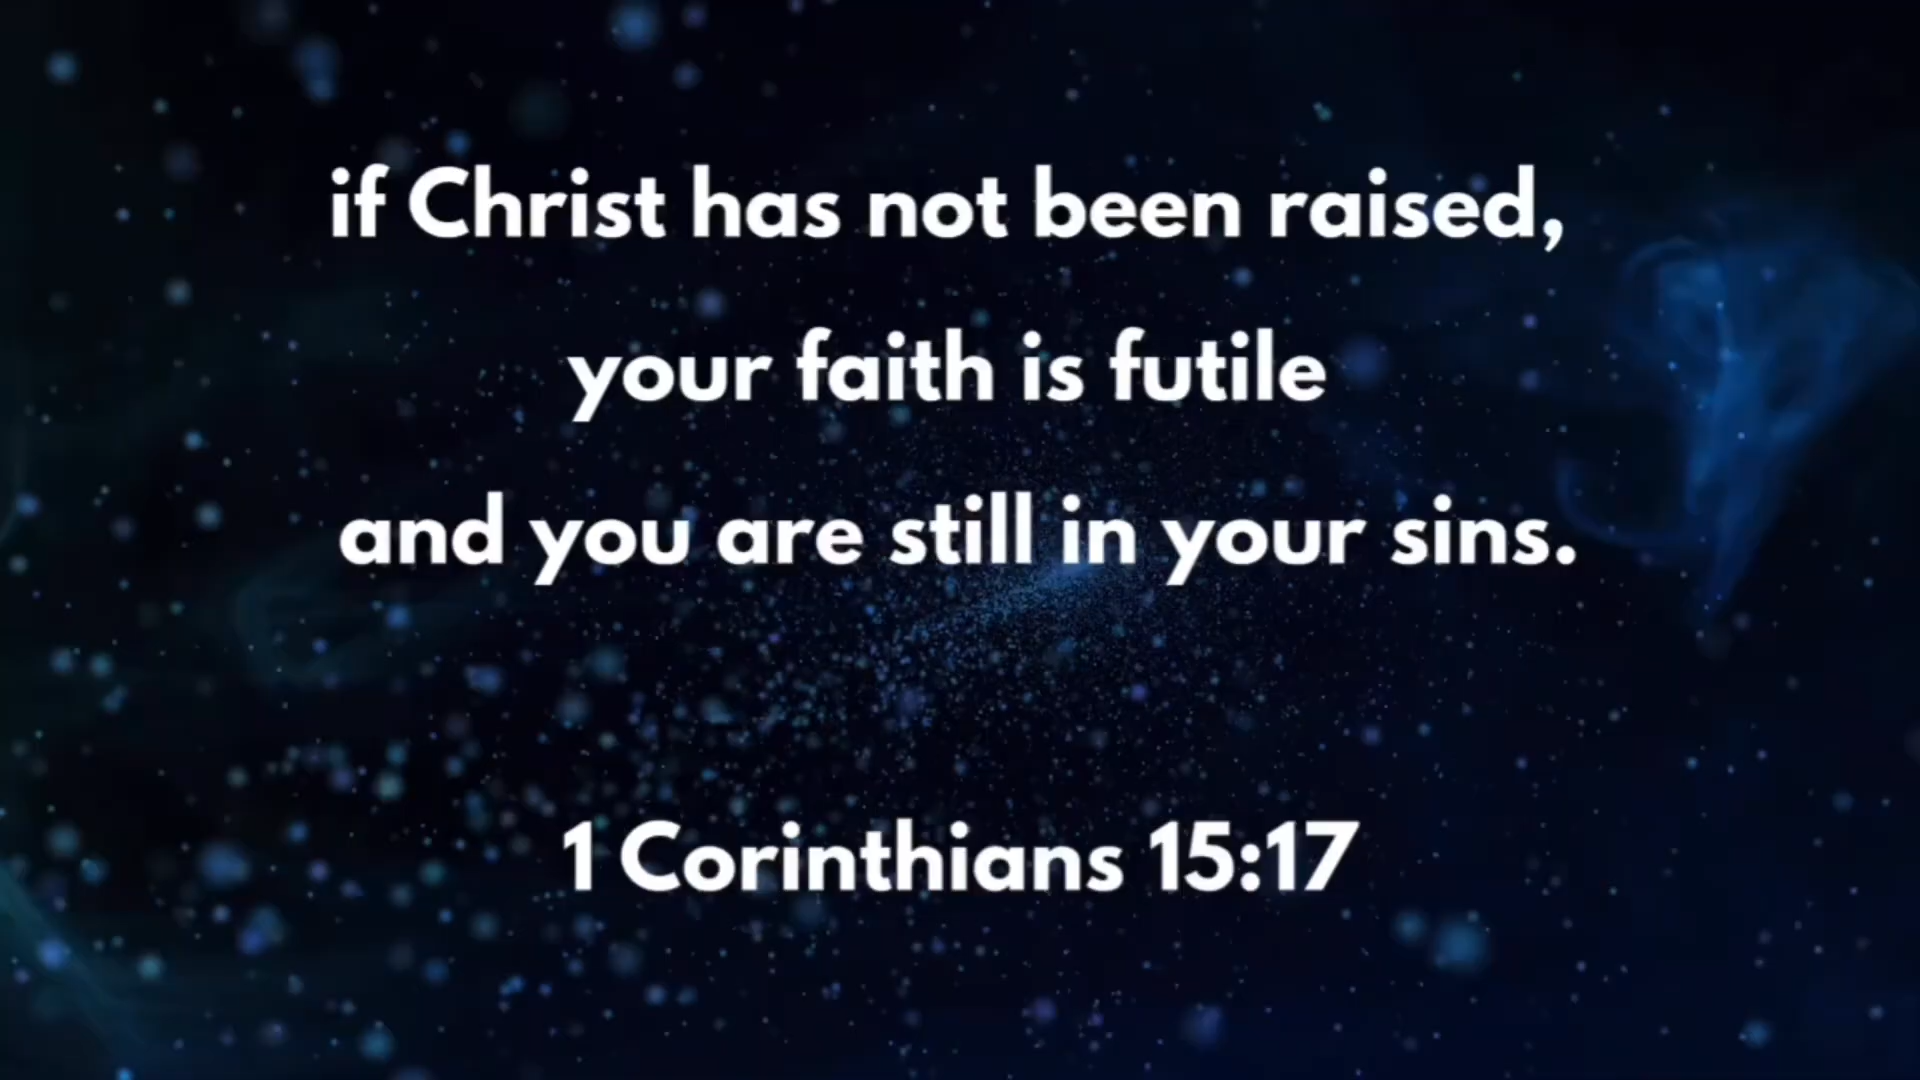 if Christ has not been raised,
your faith is futile
and you are still in your sins.
1 Corinthians 15:17